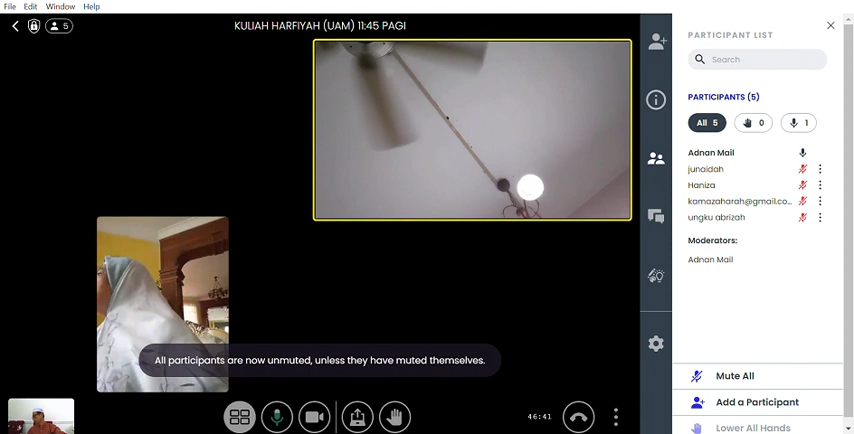 File Edit Window Help
5
KULIAH HARFIYAH (UAM) 11:45 PAGI
All participants are now unmuted, unless they have muted themselves.
46:41
PARTICIPANT LIST
Search
PARTICIPANTS (5)
All 5
0
1
Adnan Mail
junaidah
Haniza
kamazaharah@gmail.co...
ungku abrizah
Moderators:
Adnan Mail
Mute All
Add a Participant
Lower All Hands